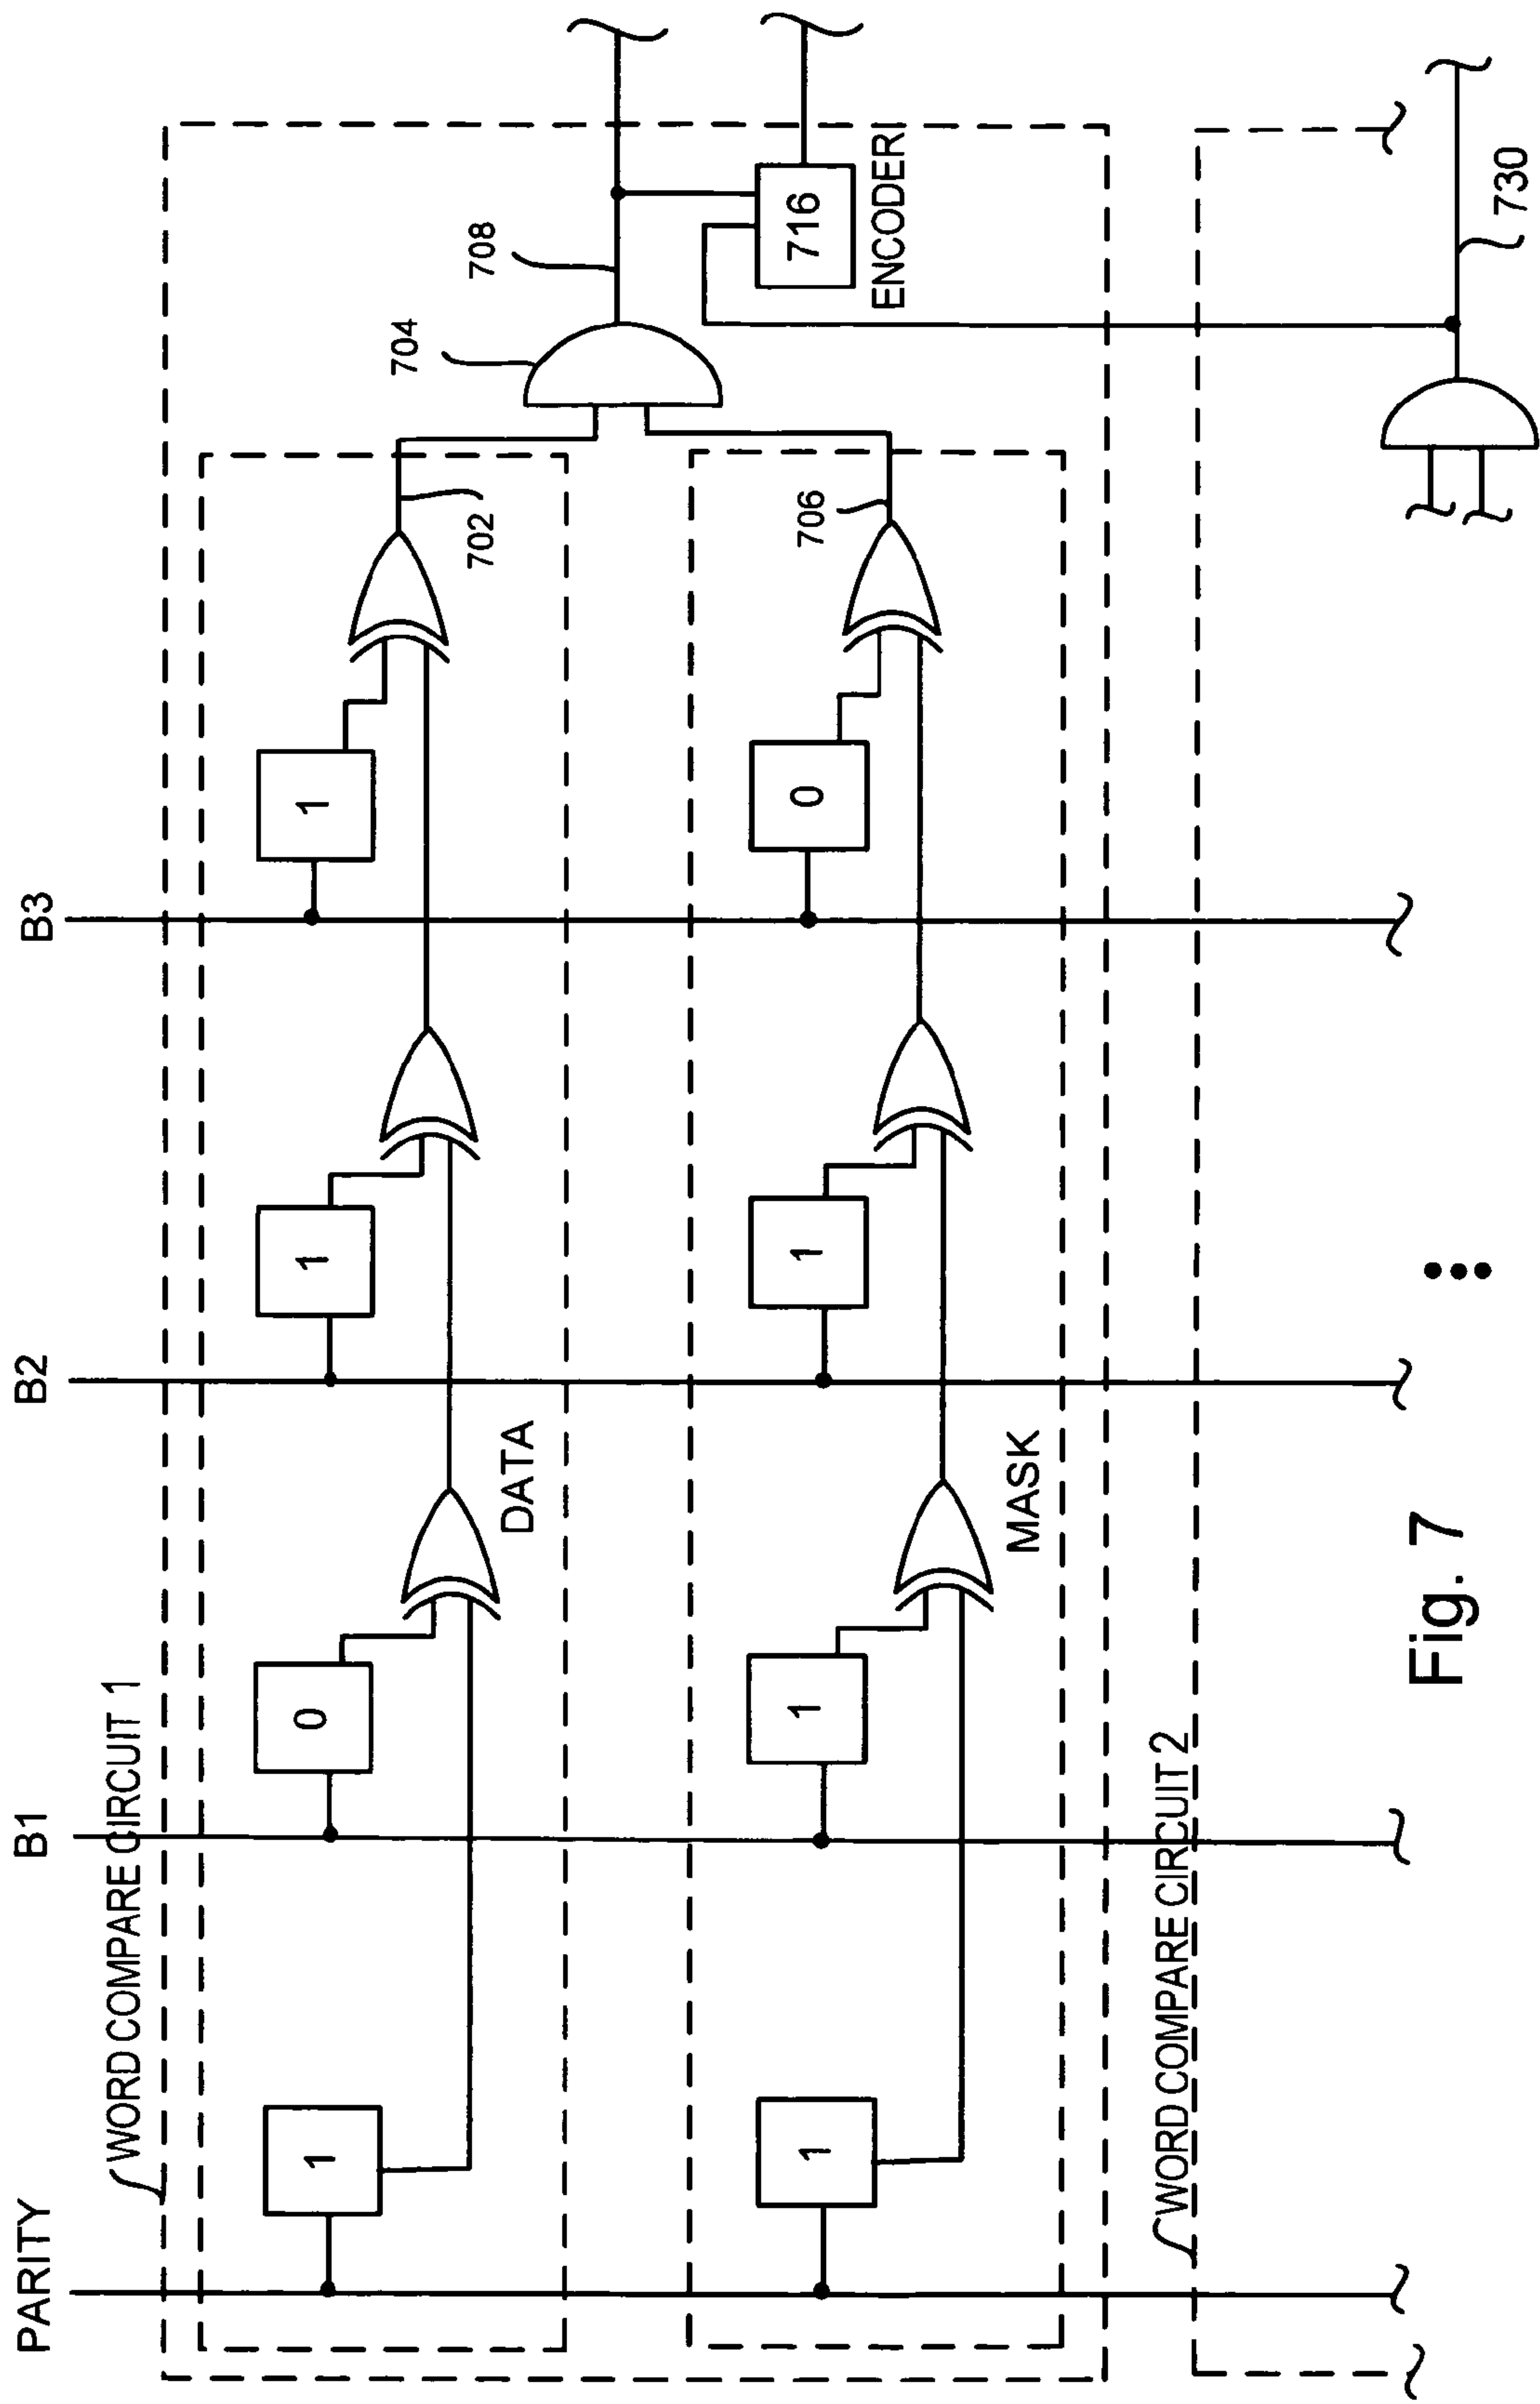 PARITY
B1
B2
B3
WORD COMPARE CIRCUIT 1
1
0
1
1
DATA
702
704
708
1
1
1
0
MASK
706
716
ENCODER
WORD COMPARE CIRCUIT 2
730
Fig. 7